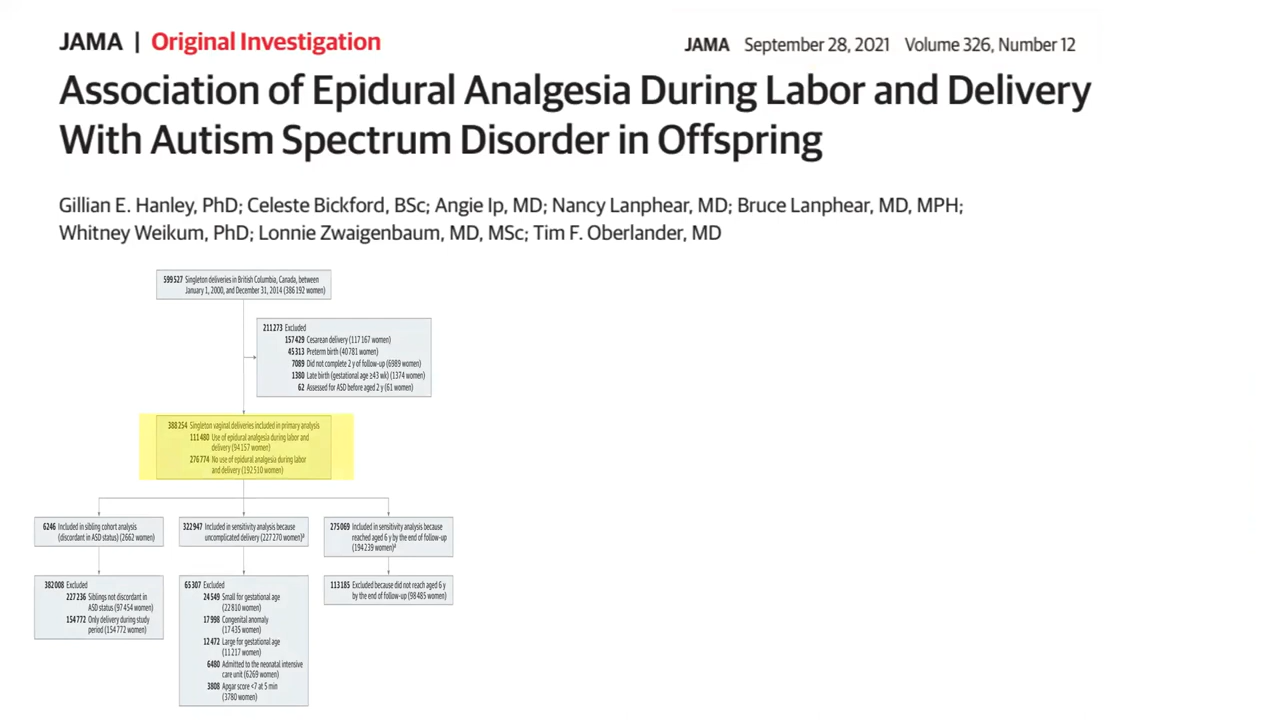 JAMA | Original Investigation
JAMA September 28, 2021 Volume 326, Number 12
Association of Epidural Analgesia During Labor and Delivery
With Autism Spectrum Disorder in Offspring
Gillian E. Hanley, PhD; Celeste Bickford, BSc; Angie Ip, MD; Nancy Lanphear, MD; Bruce Lanphear, MD, MPH;
Whitney Weikum, PhD; Lonnie Zwaigenbaum, MD, MSc; Tim F. Oberlander, MD
599527 Singleton deliveries in British Columbia, Canada, between
January 1, 2000, and December 31, 2014 (386192 women)
211273 Excluded
157429 Cesarean delivery (117167 women)
45313 Preterm birth (40781 women)
7089 Did not complete 2 y of follow-up (6989 women)
1380 Late birth (gestational age ≥43 wk) (1374 women)
62 Assessed for ASD before aged 2 y (61 women)
388254 Singleton vaginal deliveries included in primary analysis
111480 Use of epidural analgesia during labor and
delivery (94157 women)
276774 No use of epidural analgesia during labor
and delivery (192510 women)
6246 Included in sibling cohort analysis
(discordant in ASD status) (2662 women)
322947 Included in sensitivity analysis because
uncomplicated delivery (227270 women)
275069 Included in sensitivity analysis because
reached aged 6 y by the end of follow-up
(194239 women)
382008 Excluded
227236 Siblings not discordant in
ASD status (97454 women)
154772 Only delivery during study
period (154772 women)
65307 Excluded
24549 Small for gestational age
(22810 women)
17998 Congenital anomaly
(17435 women)
12472 Large for gestational age
(11217 women)
6480 Admitted to the neonatal intensive
care unit (6269 women)
3808 Apgar score <7 at 5 min
(3780 women)
113185 Excluded because did not reach aged 6 y
by the end of follow-up (98485 women)